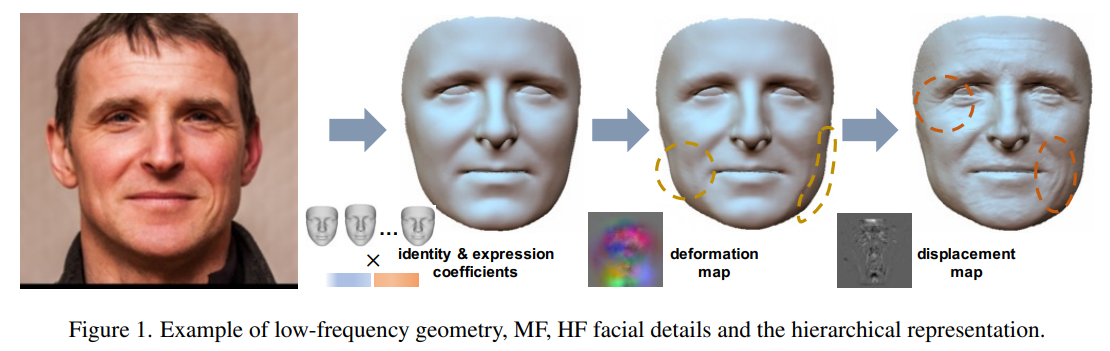 ...
×
identity & expression
coefficients
deformation
map
displacement
map
Figure 1. Example of low-frequency geometry, MF, HF facial details and the hierarchical representation.